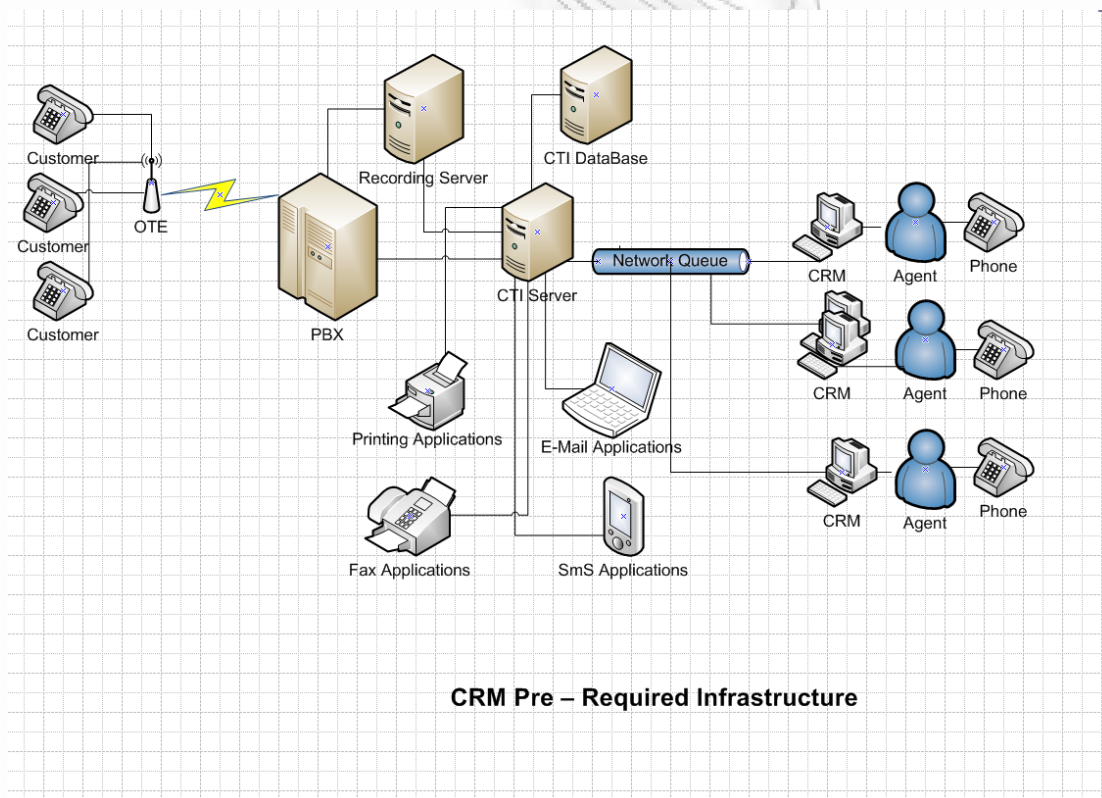 Customer
Customer
Customer
OTE
PBX
Recording Server
CTI DataBase
CTI Server
Network Queue
Printing Applications
E-Mail Applications
Fax Applications
SmS Applications
CRM
Agent
Phone
CRM
Agent
Phone
CRM
Agent
Phone
CRM Pre – Required Infrastructure